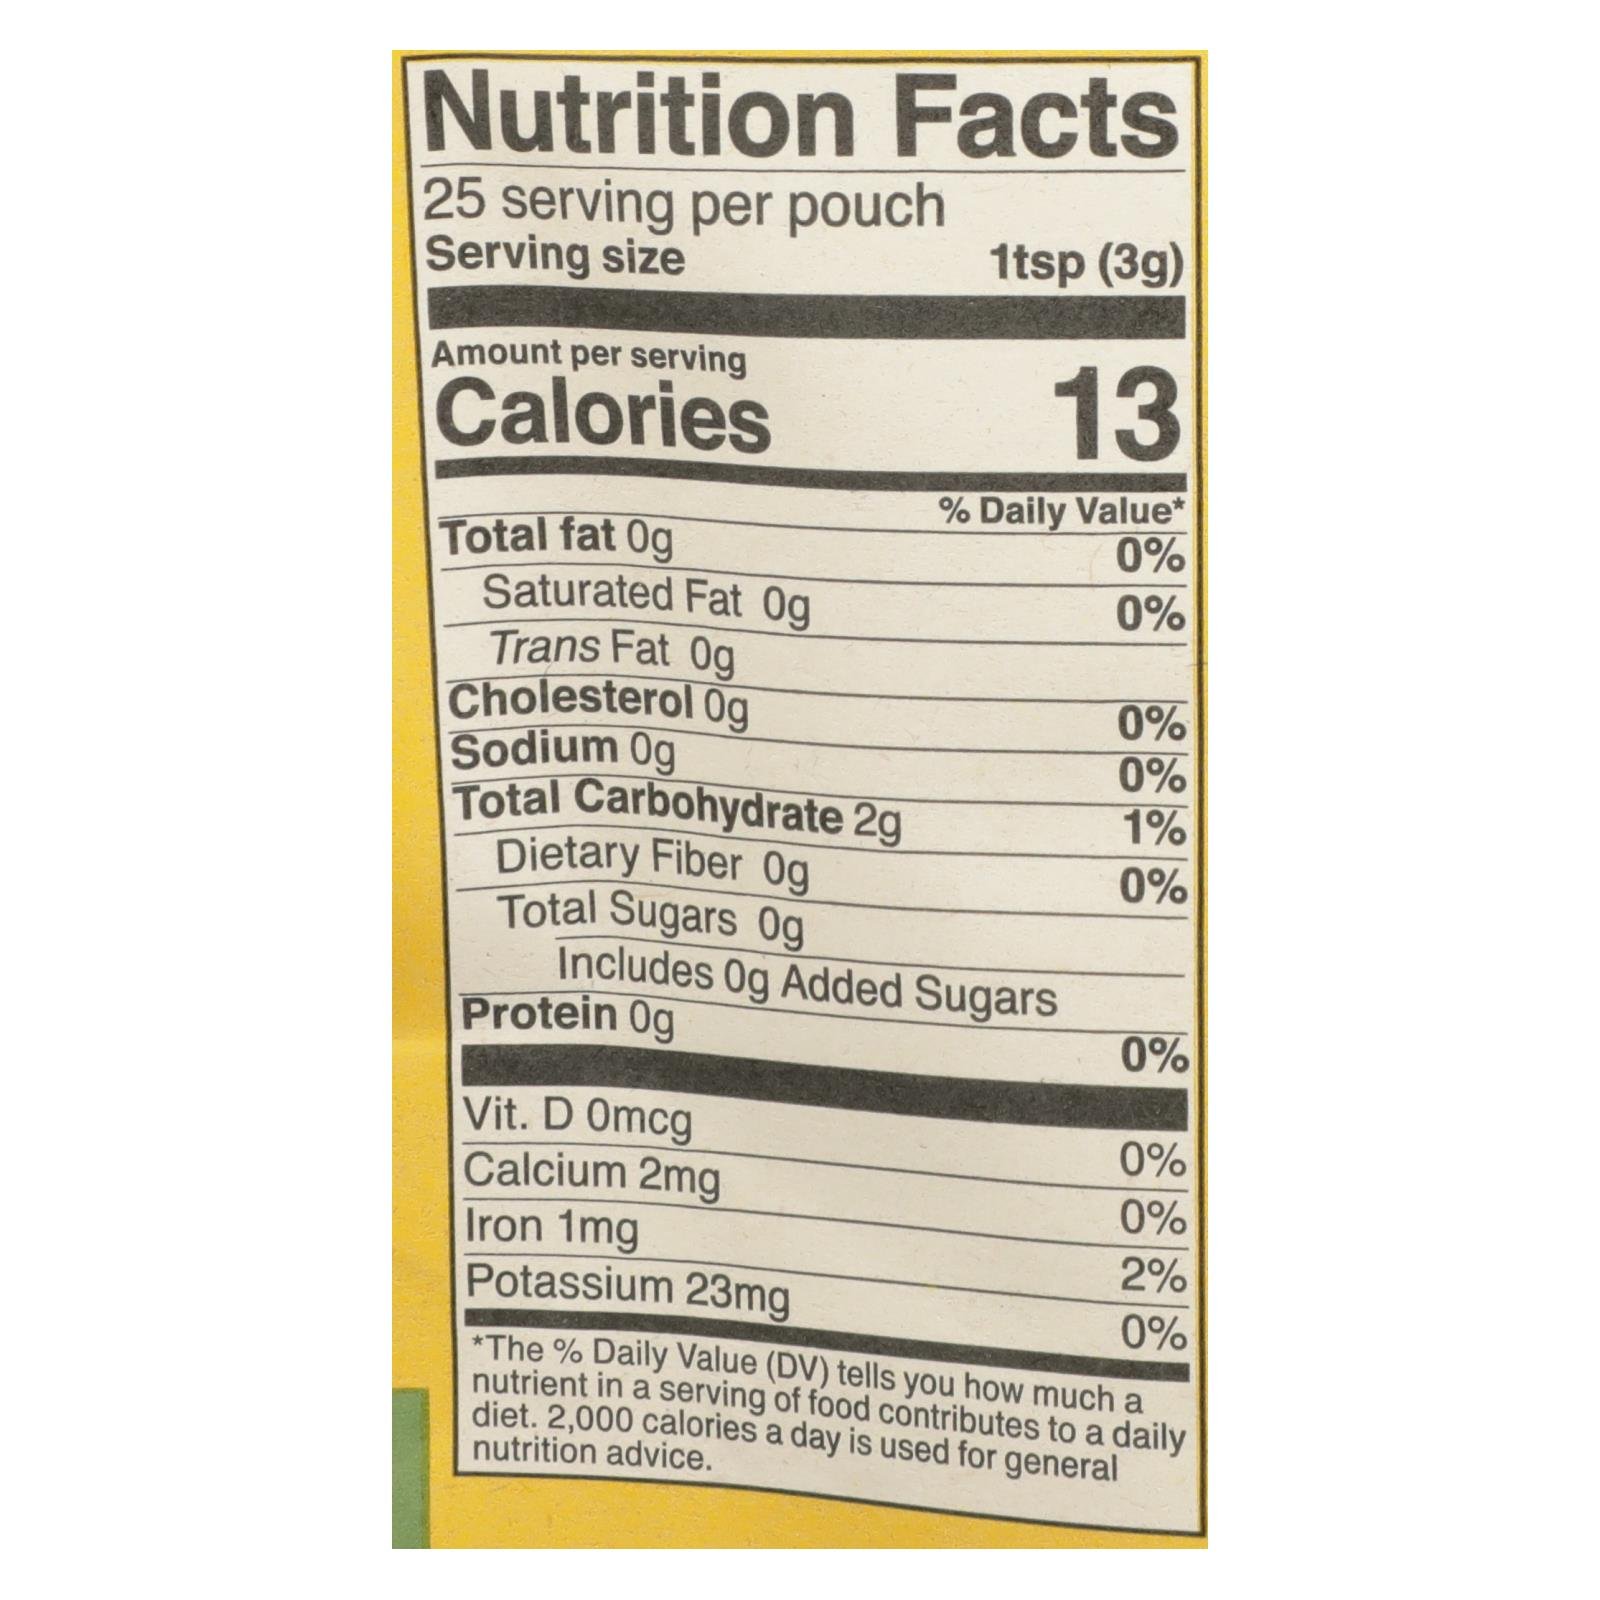 Nutrition Facts
25 serving per pouch
Serving size 1tsp (3g)
Amount per serving
Calories 13
% Daily Value*
Total fat 0g 0%
Saturated Fat 0g 0%
Trans Fat 0g
Cholesterol 0g 0%
Sodium 0g 0%
Total Carbohydrate 2g 1%
Dietary Fiber 0g 0%
Total Sugars 0g
Includes 0g Added Sugars
Protein 0g 0%
Vit. D 0mcg 0%
Calcium 2mg 0%
Iron 1mg 2%
Potassium 23mg 0%
*The % Daily Value (DV) tells you how much a
nutrient in a serving of food contributes to a daily
diet. 2,000 calories a day is used for general
nutrition advice.